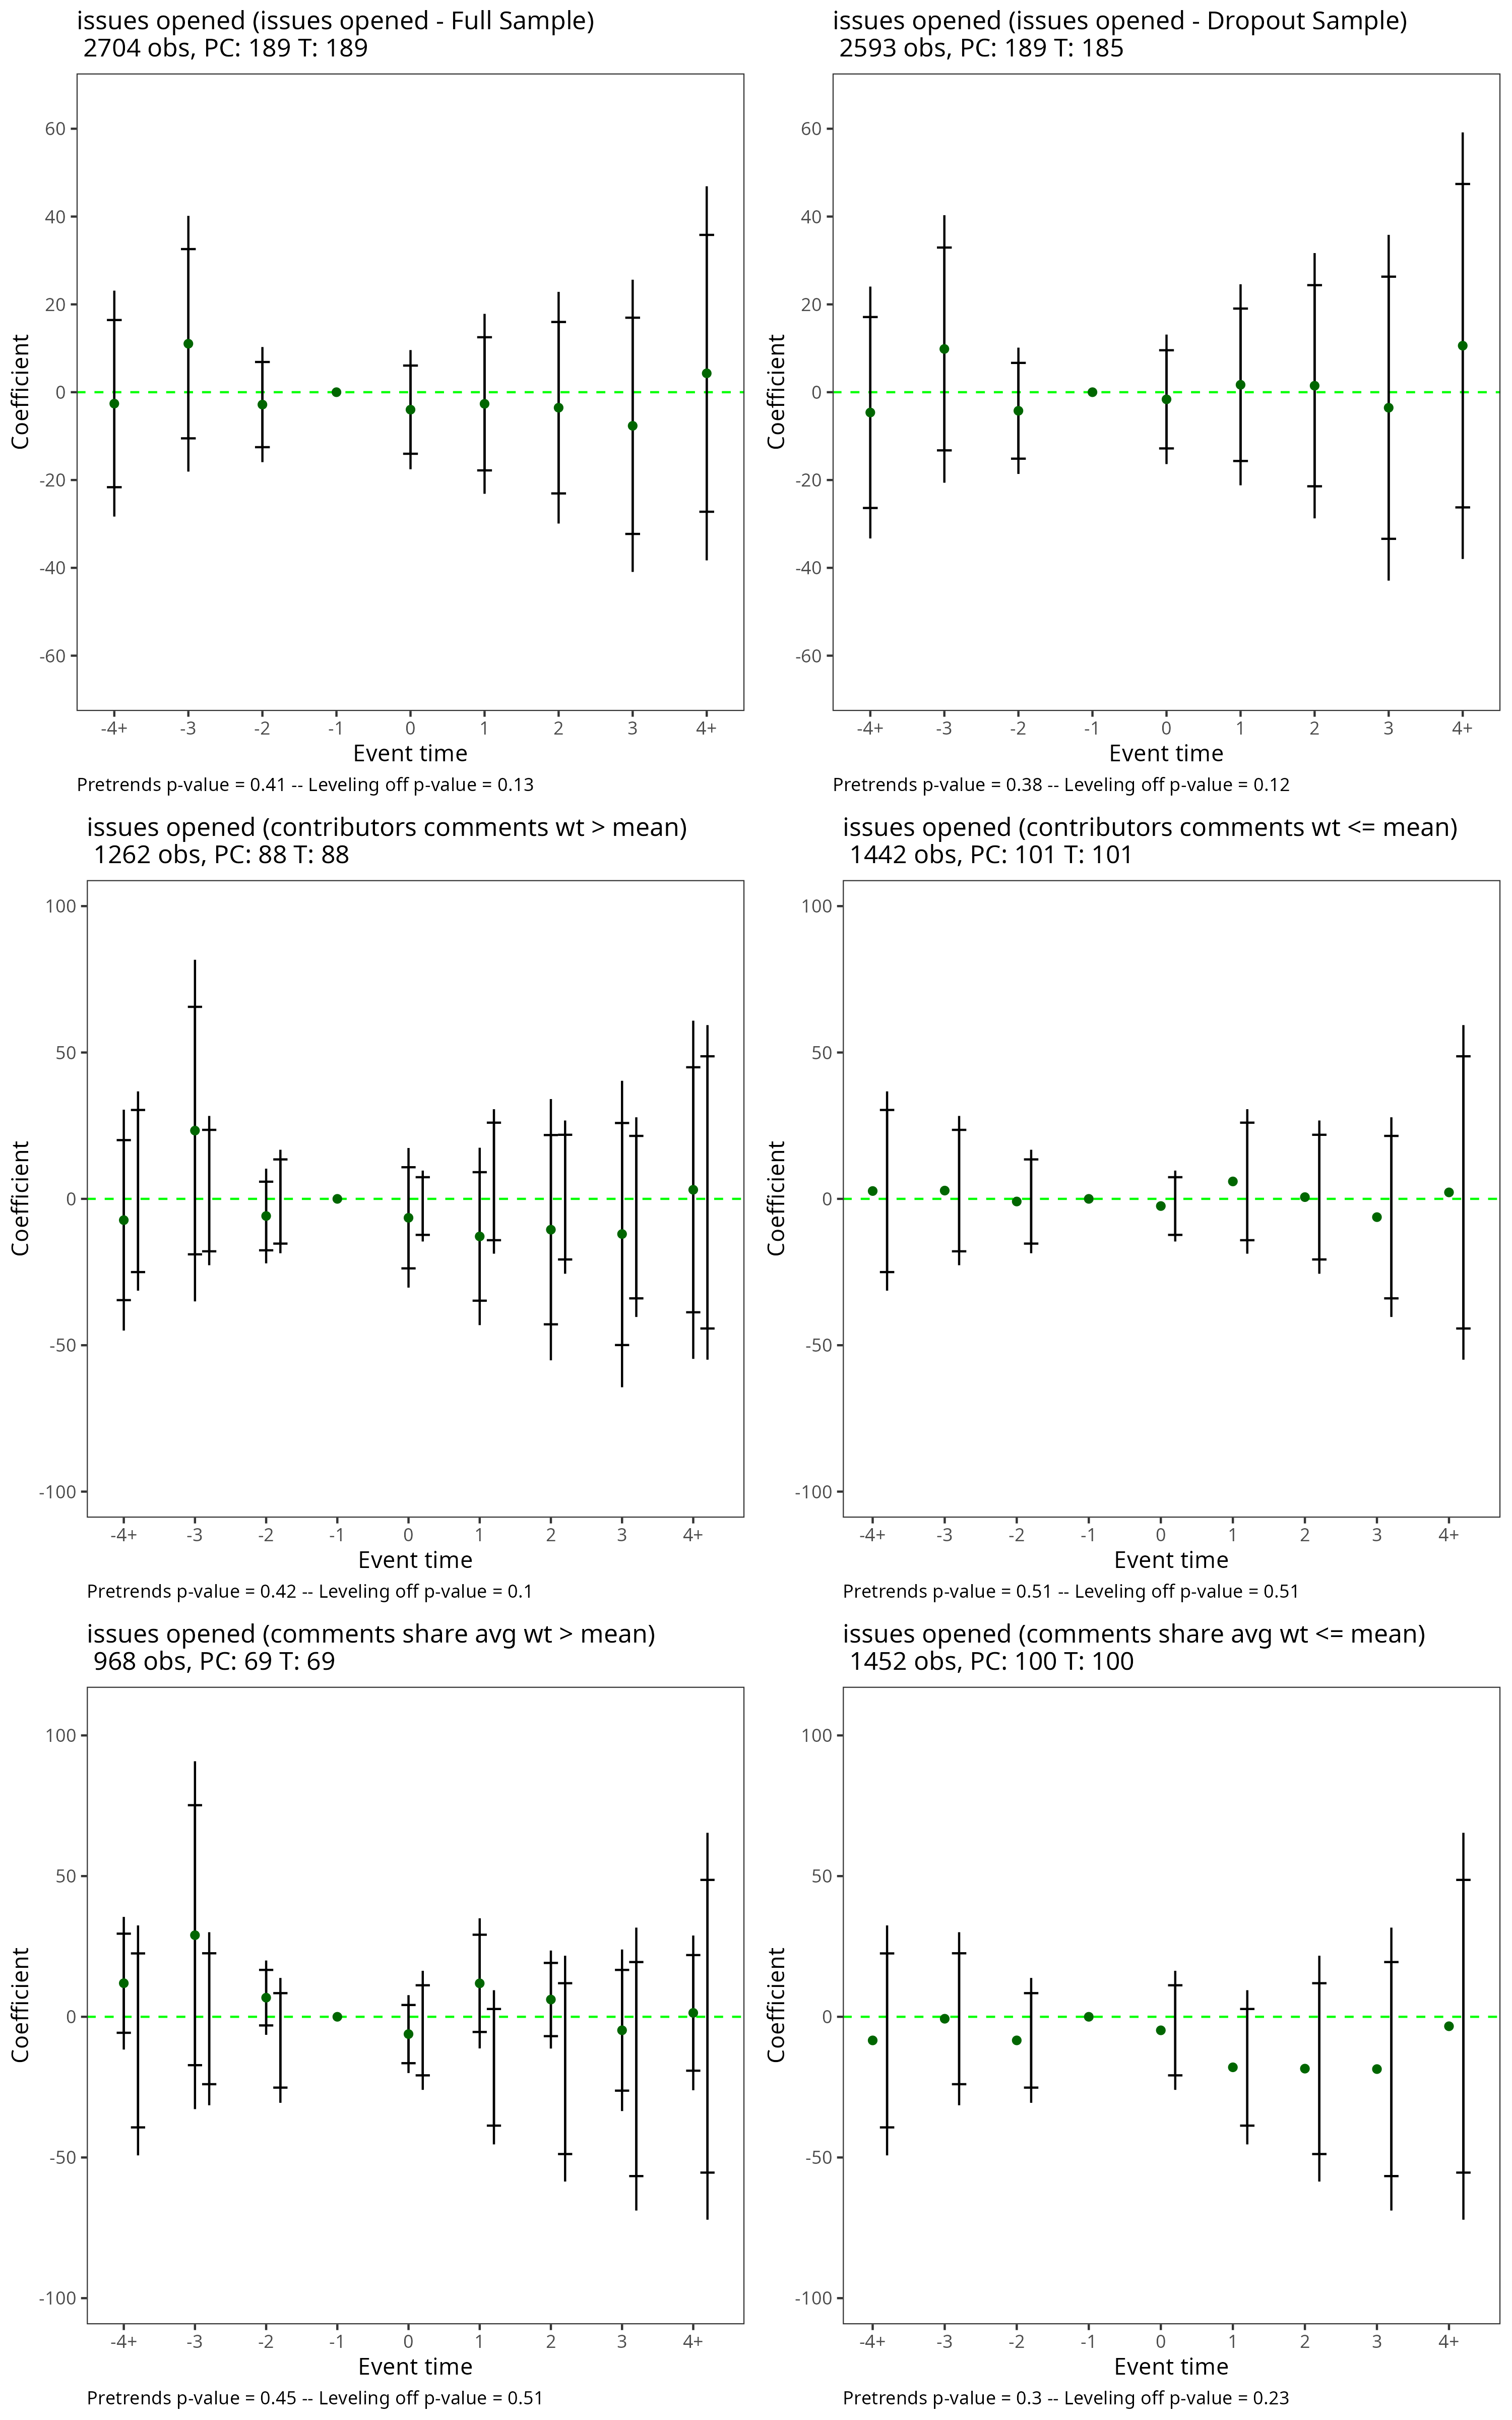 issues opened (issues opened - Full Sample)
2704 obs, PC: 189 T: 189
60
40
20
0
-20
-40
-60
Coefficient
-4+ -3 -2 -1 0 1 2 3 4+
Event time
Pretrends p-value = 0.41 -- Leveling off p-value = 0.13
issues opened (issues opened - Dropout Sample)
2593 obs, PC: 189 T: 185
60
40
20
0
-20
-40
-60
Coefficient
-4+ -3 -2 -1 0 1 2 3 4+
Event time
Pretrends p-value = 0.38 -- Leveling off p-value = 0.12
issues opened (contributors comments wt > mean)
1262 obs, PC: 88 T: 88
100
50
0
-50
-100
Coefficient
-4+ -3 -2 -1 0 1 2 3 4+
Event time
Pretrends p-value = 0.42 -- Leveling off p-value = 0.1
issues opened (contributors comments wt <= mean)
1442 obs, PC: 101 T: 101
100
50
0
-50
-100
Coefficient
-4+ -3 -2 -1 0 1 2 3 4+
Event time
Pretrends p-value = 0.51 -- Leveling off p-value = 0.51
issues opened (comments share avg wt > mean)
968 obs, PC: 69 T: 69
100
50
0
-50
-100
Coefficient
-4+ -3 -2 -1 0 1 2 3 4+
Event time
Pretrends p-value = 0.45 -- Leveling off p-value = 0.51
issues opened (comments share avg wt <= mean)
1452 obs, PC: 100 T: 100
100
50
0
-50
-100
Coefficient
-4+ -3 -2 -1 0 1 2 3 4+
Event time
Pretrends p-value = 0.3 -- Leveling off p-value = 0.23